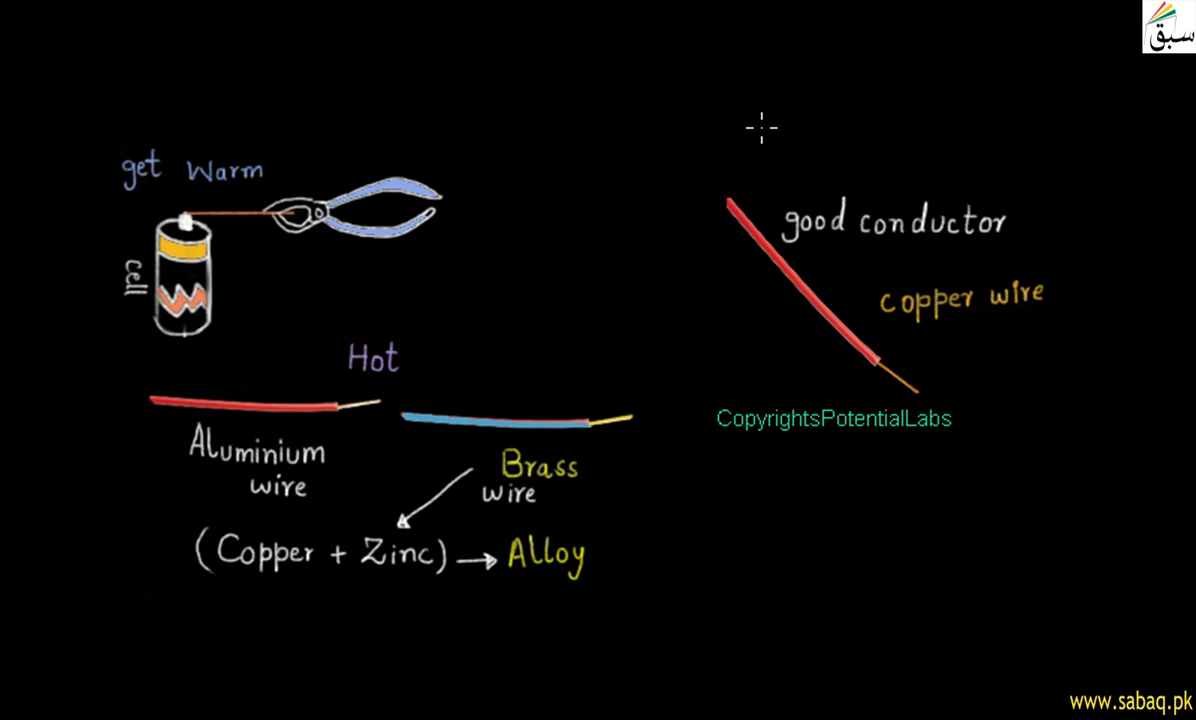 سبق
get Warm
cell
good conductor
copper wire
Hot
CopyrightsPotentialLabs
Aluminium
wire
Brass
wire
(Copper + Zinc) → Alloy
www.sabaq.pk